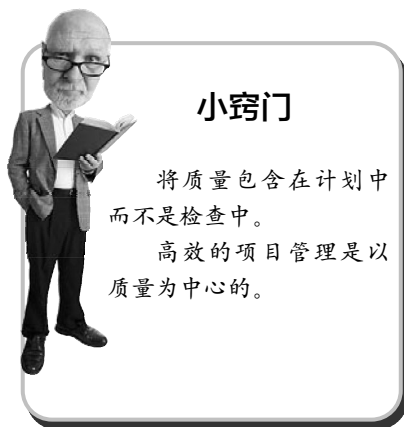 小窍门
将质量包含在计划中
而不是检查中。
高效的项目管理是以
质量为中心的。